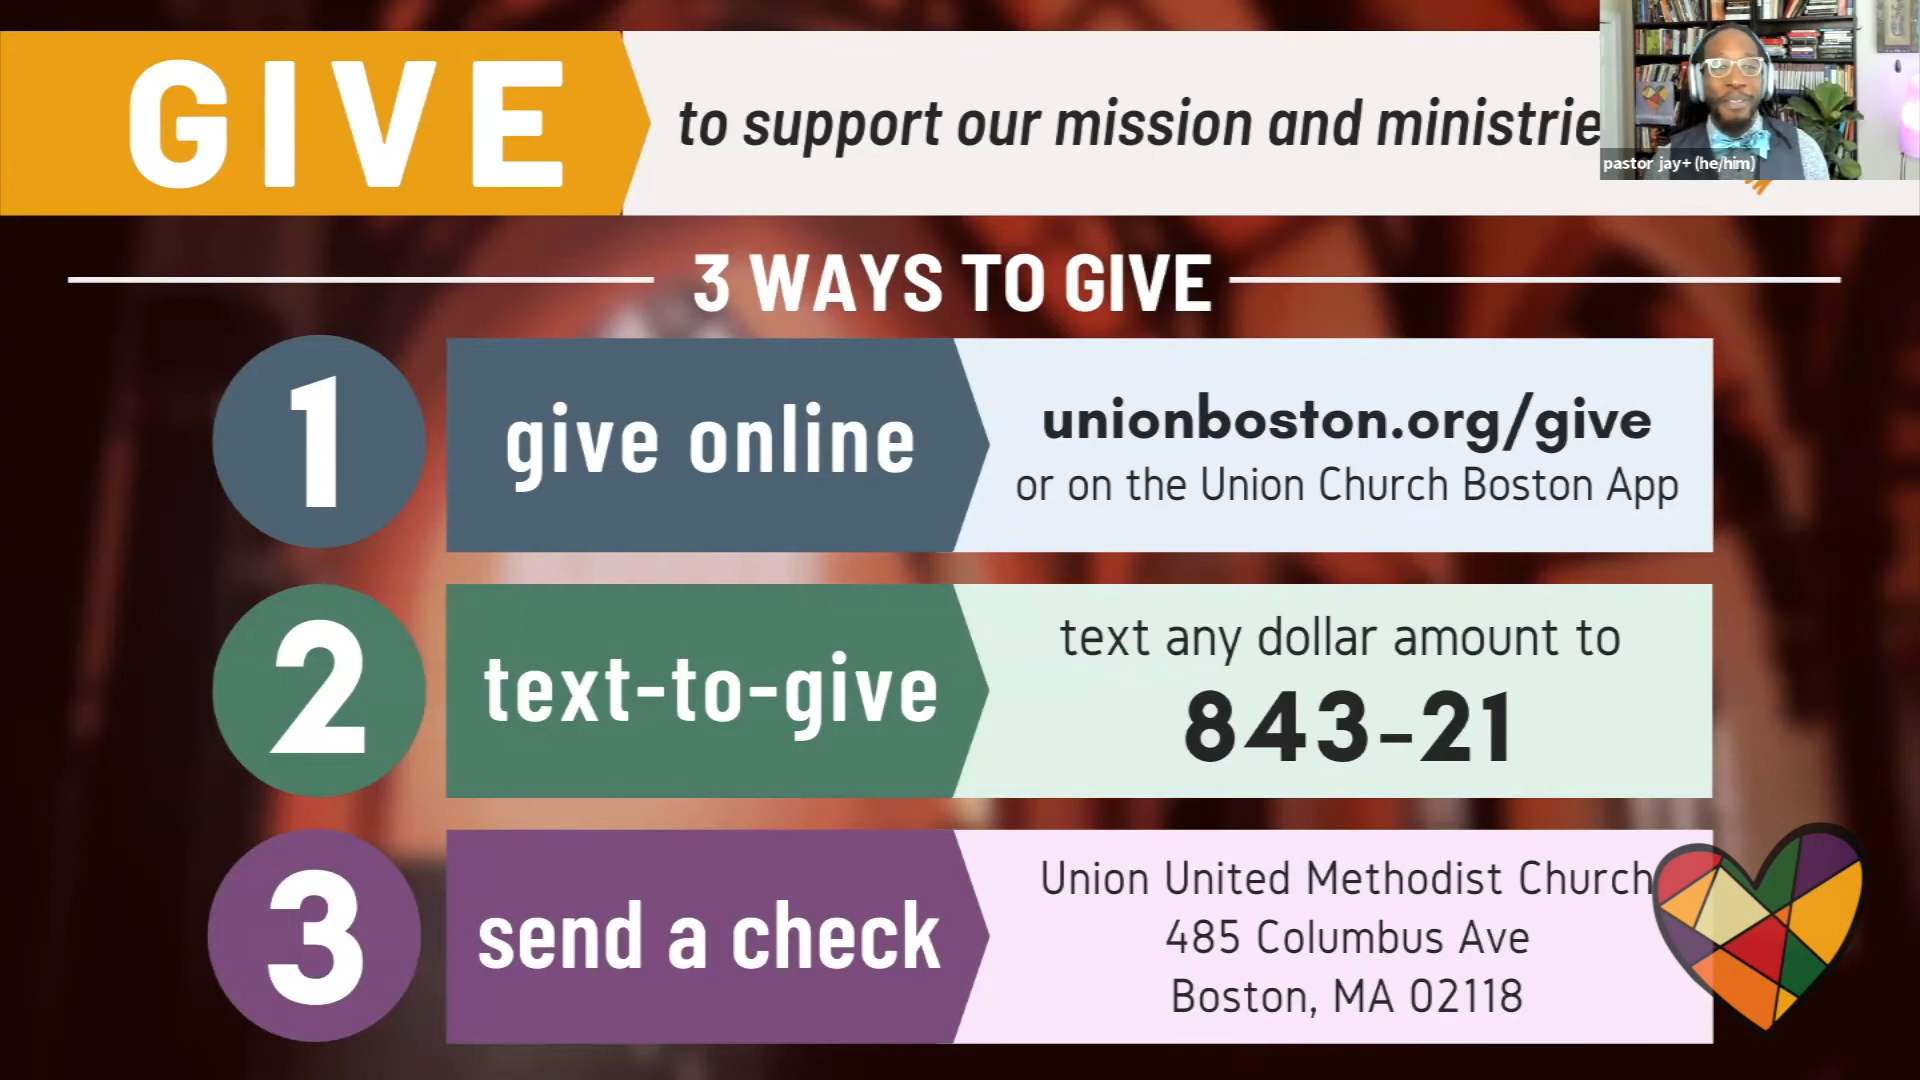 GIVE
to support our mission and ministrie
pastor jay+ (he/him)
3 WAYS TO GIVE
1
give online
unionboston.org/give
or on the Union Church Boston App
2
text-to-give
text any dollar amount to
843-21
3
send a check
Union United Methodist Church
485 Columbus Ave
Boston, MA 02118